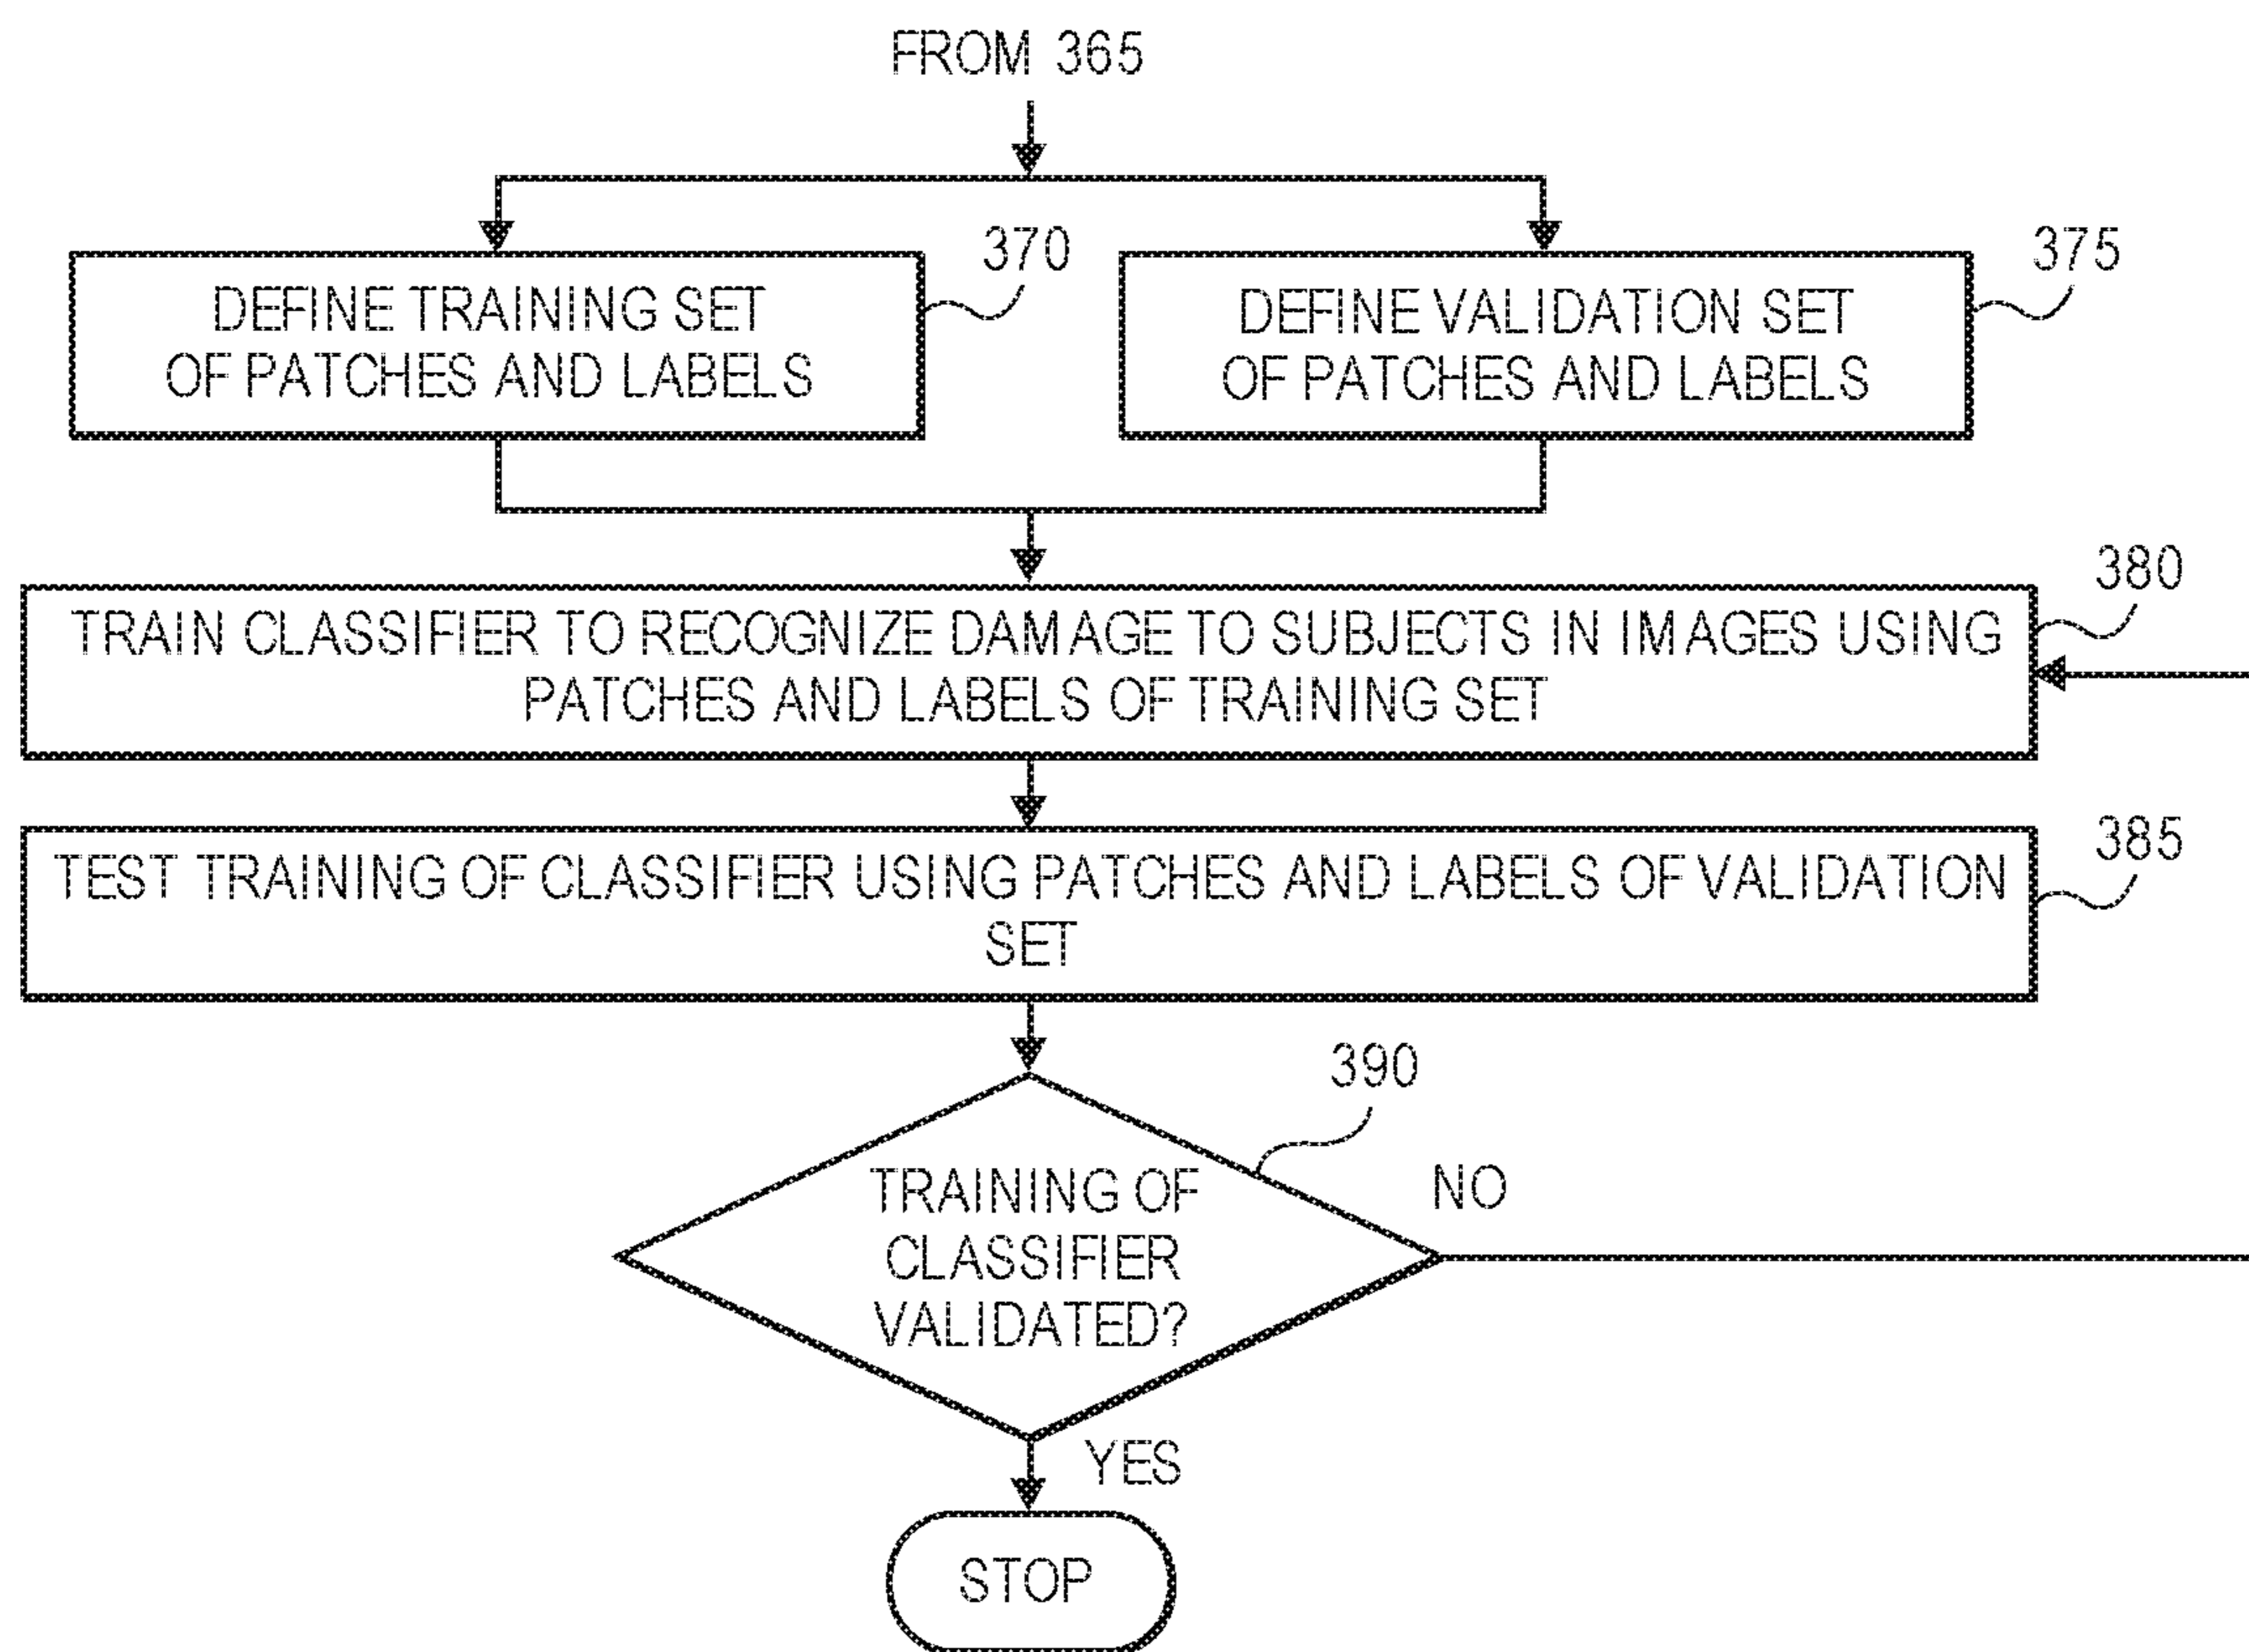 FROM 365
370
DEFINE TRAINING SET
OF PATCHES AND LABELS
375
DEFINE VALIDATION SET
OF PATCHES AND LABELS
380
TRAIN CLASSIFIER TO RECOGNIZE DAMAGE TO SUBJECTS IN IMAGES USING
PATCHES AND LABELS OF TRAINING SET
385
TEST TRAINING OF CLASSIFIER USING PATCHES AND LABELS OF VALIDATION
SET
390
TRAINING OF
CLASSIFIER
VALIDATED?
NO
YES
STOP